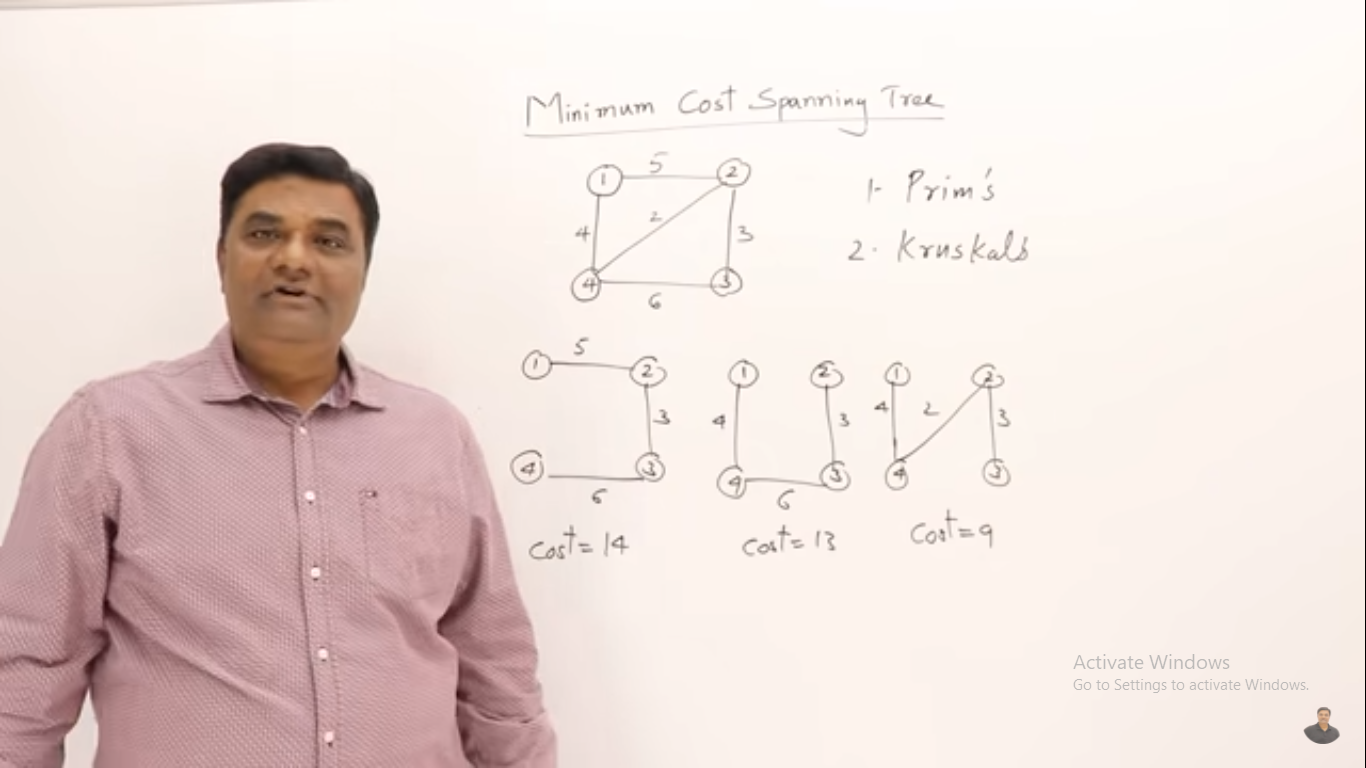 Minimum Cost Spanning Tree
1 5 2
4 2 3
4 6 3
1. Prim's
2. Kruskals
1 5 2
3
4 6 3
Cost = 14
1 2
4 3
4 6 3
Cost = 13
1 2
4 2 3
4 3
Cost = 9
Activate Windows
Go to Settings to activate Windows.